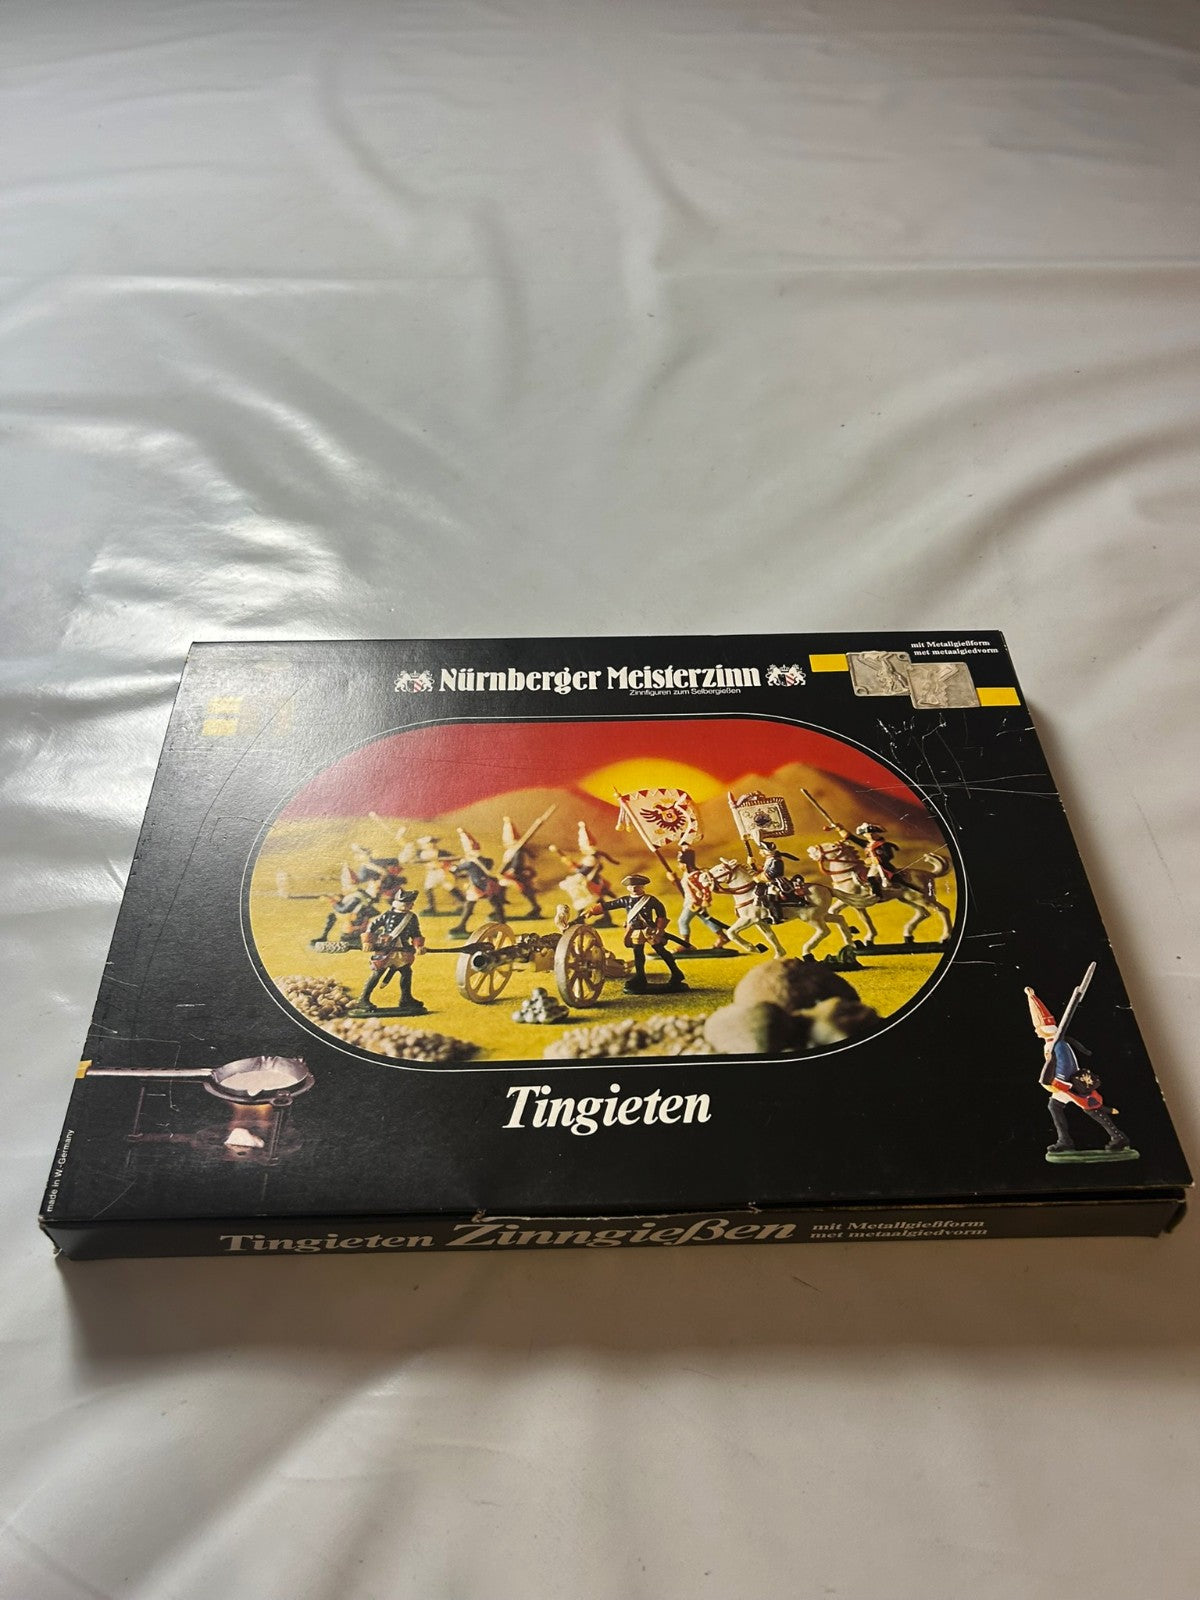 mit Metallgießform
met metaalgiedvorm
Nürnberger Meisterzinn
Zinnfiguren zum Selbergießen
Tingieten
made in W.-Germany
Tingieten Zinngießen mit Metallgießform
met metaalgiedvorm